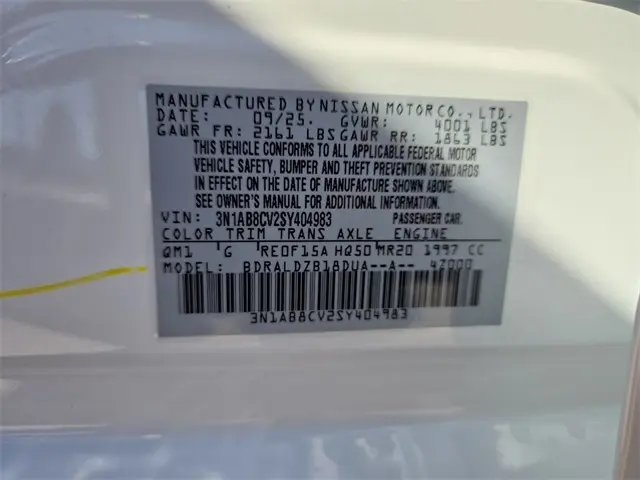 MANUFACTURED BY NISSAN MOTOR CO., LTD.
DATE: 09/25. GVWR: 4001 LBS
GAWR FR: 2161 LBS GAWR RR: 1863 LBS
THIS VEHICLE CONFORMS TO ALL APPLICABLE FEDERAL MOTOR
VEHICLE SAFETY, BUMPER AND THEFT PREVENTION STANDARDS
IN EFFECT ON THE DATE OF MANUFACTURE SHOWN ABOVE.
SEE OWNER'S MANUAL FOR ADDITIONAL INFORMATION.
VIN: 3N1AB8CV2SY404983 PASSENGER CAR.
COLOR TRIM TRANS AXLE ENGINE
QM1 G RE0F15A HQ50 MR20 1997 CC
MODEL: BDRALDZB18DUA--A-- 4Z000
3N1AB8CV2SY404983